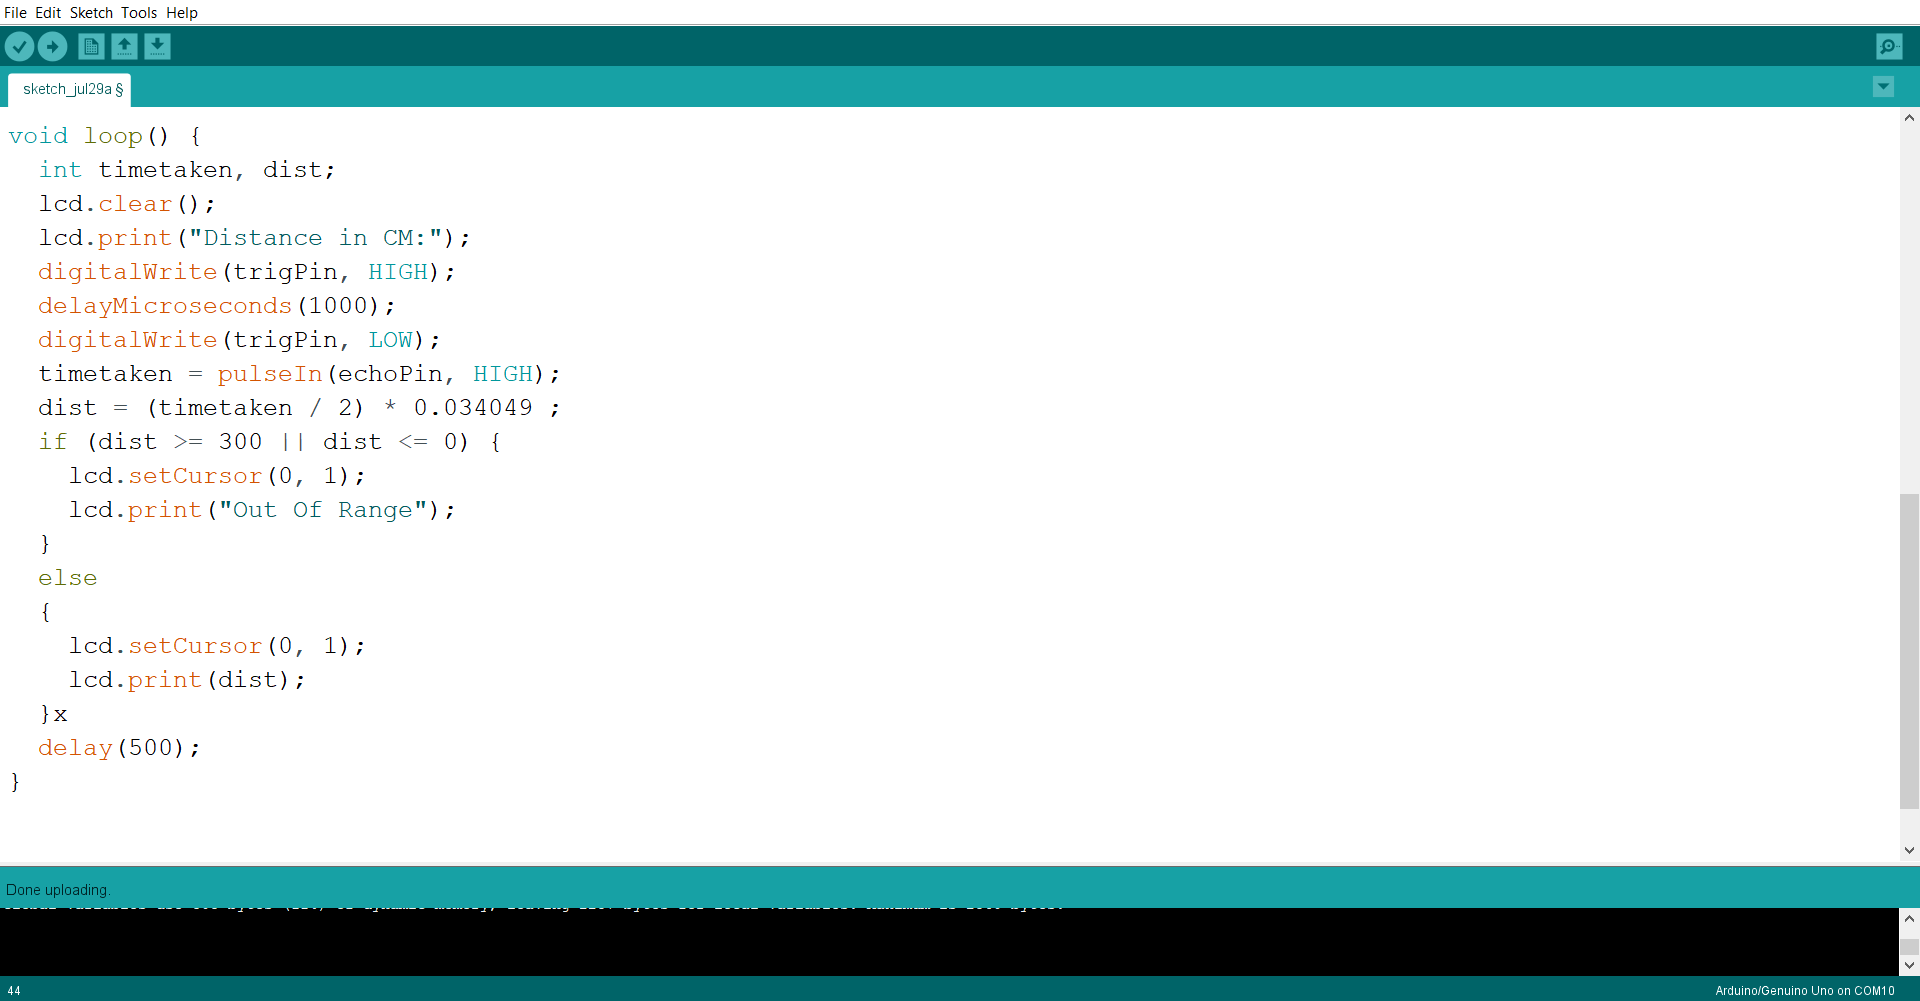 File Edit Sketch Tools Help
sketch_jul29a §
void loop() {
  int timetaken, dist;
  lcd.clear();
  lcd.print("Distance in CM:");
  digitalWrite(trigPin, HIGH);
  delayMicroseconds(1000);
  digitalWrite(trigPin, LOW);
  timetaken = pulseIn(echoPin, HIGH);
  dist = (timetaken / 2) * 0.034049 ;
  if (dist >= 300 || dist <= 0) {
    lcd.setCursor(0, 1);
    lcd.print("Out Of Range");
  }
  else
  {
    lcd.setCursor(0, 1);
    lcd.print(dist);
  }x
  delay(500);
}
Done uploading.
44
Arduino/Genuino Uno on COM10